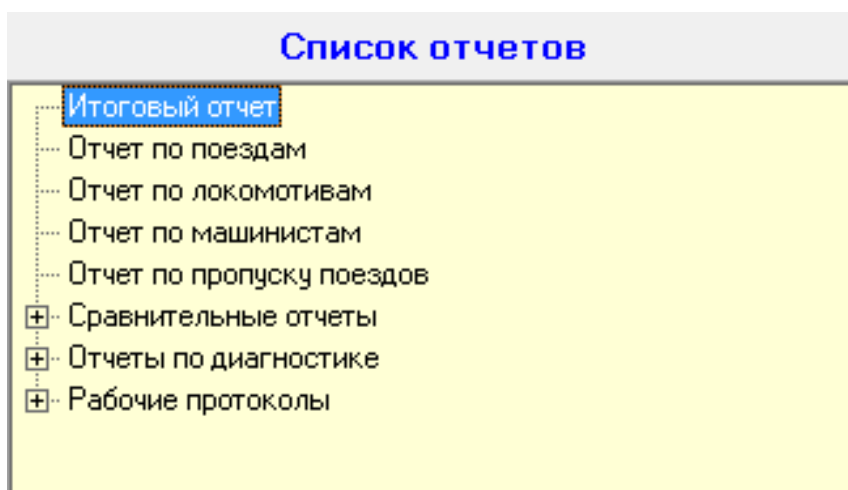 Список отчетов
Итоговый отчет
Отчет по поездам
Отчет по локомотивам
Отчет по машинистам
Отчет по пропуску поездов
Сравнительные отчеты
Отчеты по диагностике
Рабочие протоколы